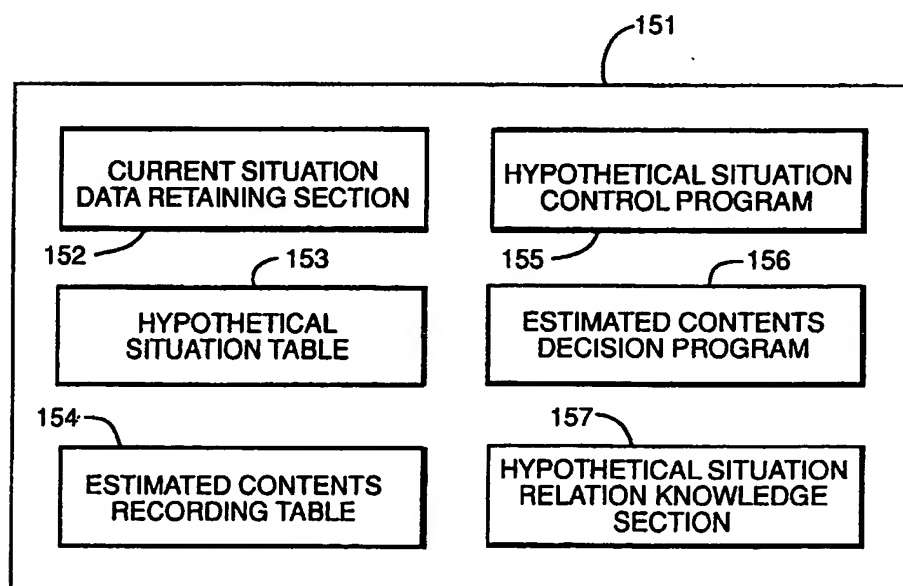 151
CURRENT SITUATION
DATA RETAINING SECTION
152
HYPOTHETICAL SITUATION
CONTROL PROGRAM
155
153
HYPOTHETICAL
SITUATION TABLE
156
ESTIMATED CONTENTS
DECISION PROGRAM
154
ESTIMATED CONTENTS
RECORDING TABLE
157
HYPOTHETICAL SITUATION
RELATION KNOWLEDGE
SECTION